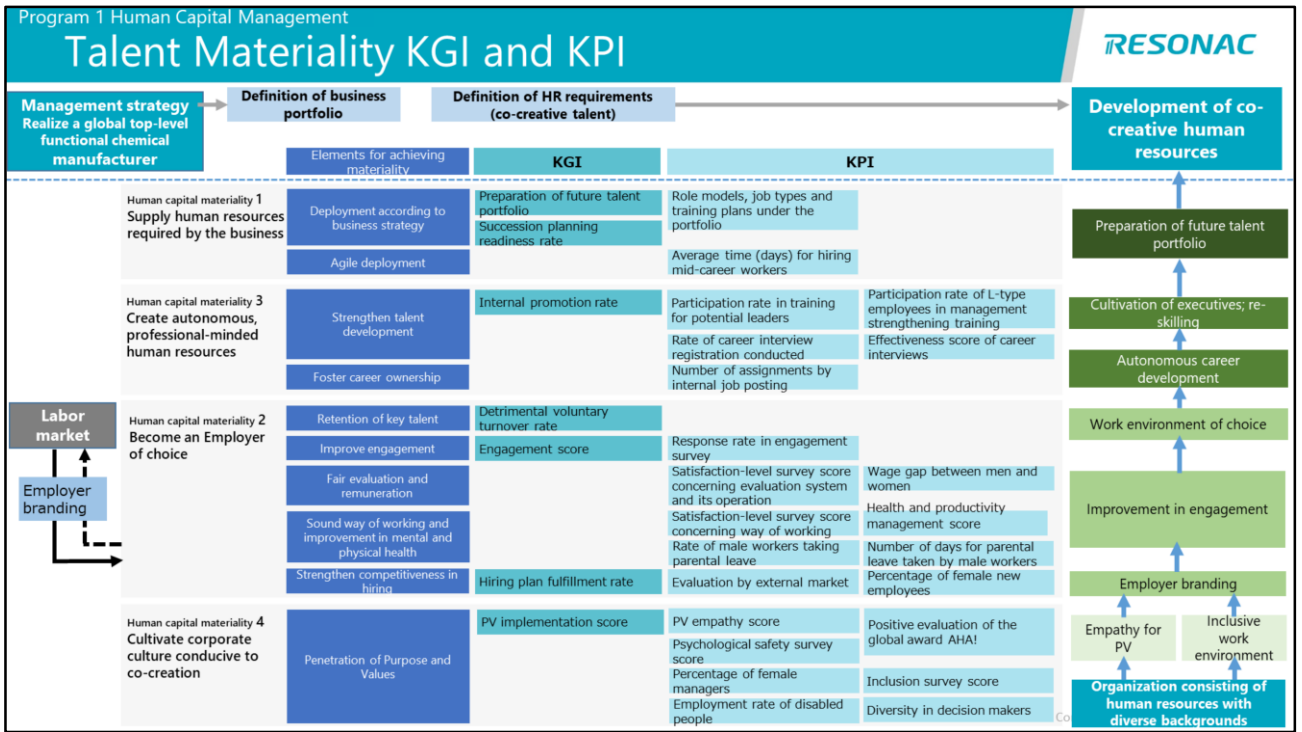 Program 1 Human Capital Management
Talent Materiality KGI and KPI
RESONAC
Management strategy
Realize a global top-level
functional chemical
manufacturer
Definition of business
portfolio
Definition of HR requirements
(co-creative talent)
Development of co-
creative human
resources
Elements for achieving
materiality
KGI
KPI
Human capital materiality 1
Supply human resources
required by the business
Deployment according to
business strategy
Preparation of future talent
portfolio
Succession planning
readiness rate
Role models, job types and
training plans under the
portfolio
Agile deployment
Average time (days) for hiring
mid-career workers
Human capital materiality 3
Create autonomous,
professional-minded
human resources
Strengthen talent
development
Internal promotion rate
Participation rate in training
for potential leaders
Participation rate of L-type
employees in management
strengthening training
Rate of career interview
registration conducted
Effectiveness score of career
interviews
Foster career ownership
Number of assignments by
internal job posting
Human capital materiality 2
Become an Employer
of choice
Retention of key talent
Detrimental voluntary
turnover rate
Improve engagement
Engagement score
Response rate in engagement
survey
Fair evaluation and
remuneration
Satisfaction-level survey score
concerning evaluation system
and its operation
Wage gap between men and
women
Sound way of working and
improvement in mental and
physical health
Satisfaction-level survey score
concerning way of working
Health and productivity
management score
Rate of male workers taking
parental leave
Number of days for parental
leave taken by male workers
Strengthen competitiveness in
hiring
Hiring plan fulfillment rate
Evaluation by external market
Percentage of female new
employees
Human capital materiality 4
Cultivate corporate
culture conducive to
co-creation
Penetration of Purpose and
Values
PV implementation score
PV empathy score
Positive evaluation of the
global award AHA!
Psychological safety survey
score
Percentage of female
managers
Inclusion survey score
Employment rate of disabled
people
Diversity in decision makers
Labor
market
Employer
branding
Preparation of future talent
portfolio
Cultivation of executives; re-
skilling
Autonomous career
development
Work environment of choice
Improvement in engagement
Employer branding
Empathy for
PV
Inclusive
work
environment
Organization consisting of
human resources with
diverse backgrounds